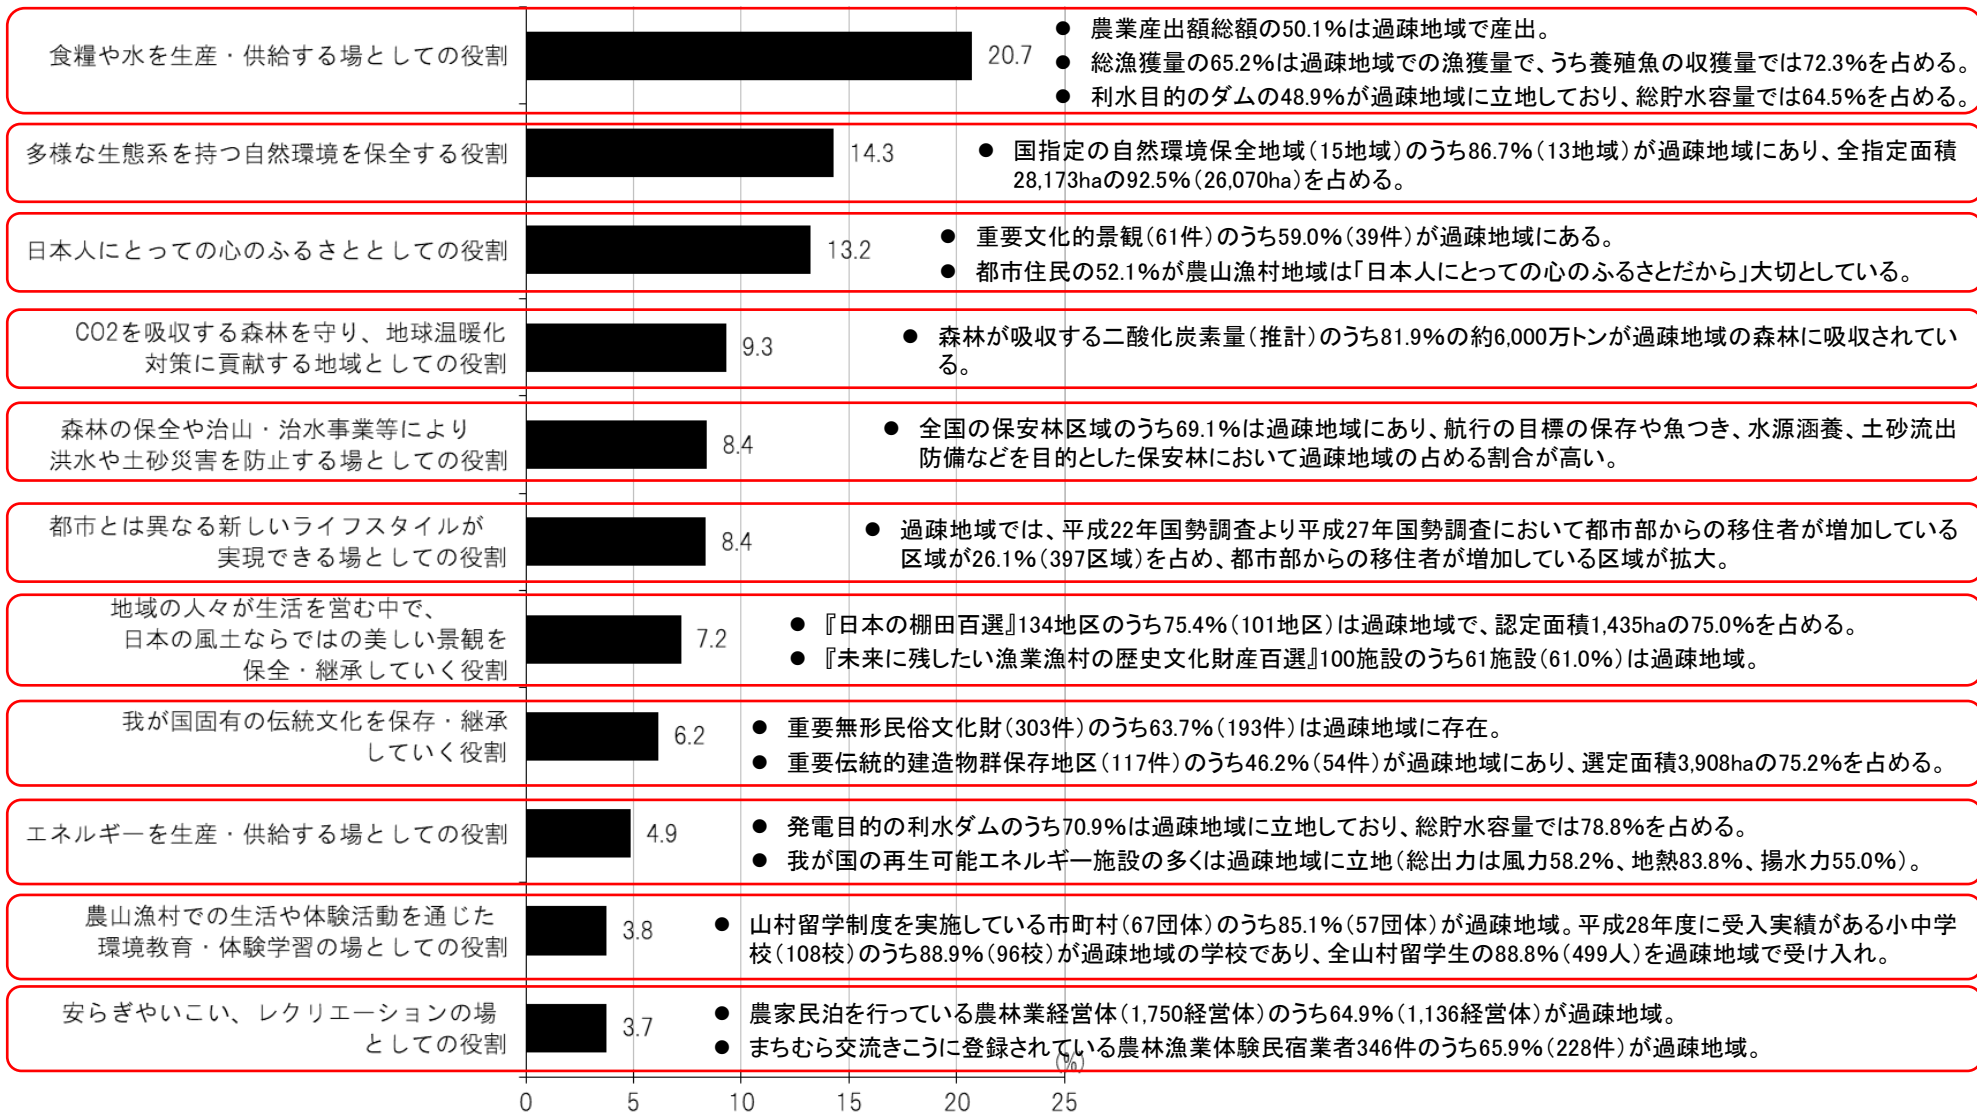 食糧や水を生産・供給する場としての役割
20.7
● 農業産出額総額の50.1%は過疎地域で産出。
● 総漁獲量の65.2%は過疎地域での漁獲量で、うち養殖魚の収獲量では72.3%を占める。
● 利水目的のダムの48.9%が過疎地域に立地しており、総貯水容量では64.5%を占める。
多様な生態系を持つ自然環境を保全する役割
14.3
● 国指定の自然環境保全地域(15地域)のうち86.7%(13地域)が過疎地域にあり、全指定面積
28,173haの92.5%(26,070ha)を占める。
日本人にとっての心のふるさととしての役割
13.2
● 重要文化的景観(61件)のうち59.0%(39件)が過疎地域にある。
● 都市住民の52.1%が農山漁村地域は「日本人にとっての心のふるさとだから」大切としている。
CO2を吸収する森林を守り、地球温暖化
対策に貢献する地域としての役割
9.3
● 森林が吸収する二酸化炭素量(推計)のうち81.9%の約6,000万トンが過疎地域の森林に吸収されてい
る。
森林の保全や治山・治水事業等により
洪水や土砂災害を防止する場としての役割
8.4
● 全国の保安林区域のうち69.1%は過疎地域にあり、航行の目標の保存や魚つき、水源涵養、土砂流出
防備などを目的とした保安林において過疎地域の占める割合が高い。
都市とは異なる新しいライフスタイルが
実現できる場としての役割
8.4
● 過疎地域では、平成22年国勢調査より平成27年国勢調査において都市部からの移住者が増加している
区域が26.1%(397区域)を占め、都市部からの移住者が増加している区域が拡大。
地域の人々が生活を営む中で、
日本の風土ならではの美しい景観を
保全・継承していく役割
7.2
● 『日本の棚田百選』134地区のうち75.4%(101地区)は過疎地域で、認定面積1,435haの75.0%を占める。
● 『未来に残したい漁業漁村の歴史文化財産百選』100施設のうち61施設(61.0%)は過疎地域。
我が国固有の伝統文化を保存・継承
していく役割
6.2
● 重要無形民俗文化財(303件)のうち63.7%(193件)は過疎地域に存在。
● 重要伝統的建造物群保存地区(117件)のうち46.2%(54件)が過疎地域にあり、選定面積3,908haの75.2%を占める。
エネルギーを生産・供給する場としての役割
4.9
● 発電目的の利水ダムのうち70.9%は過疎地域に立地しており、総貯水容量では78.8%を占める。
● 我が国の再生可能エネルギー施設の多くは過疎地域に立地(総出力は風力58.2%、地熱83.8%、揚水力55.0%)。
農山漁村での生活や体験活動を通じた
環境教育・体験学習の場としての役割
3.8
● 山村留学制度を実施している市町村(67団体)のうち85.1%(57団体)が過疎地域。平成28年度に受入実績がある小中学
校(108校)のうち88.9%(96校)が過疎地域の学校であり、全山村留学生の88.8%(499人)を過疎地域で受け入れ。
安らぎやいこい、レクリエーションの場
としての役割
3.7
● 農家民泊を行っている農林業経営体(1,750経営体)のうち64.9%(1,136経営体)が過疎地域。
● まちむら交流きこうに登録されている農林漁業体験民宿業者346件のうち65.9%(228件)が過疎地域。
(%)
0 5 10 15 20 25